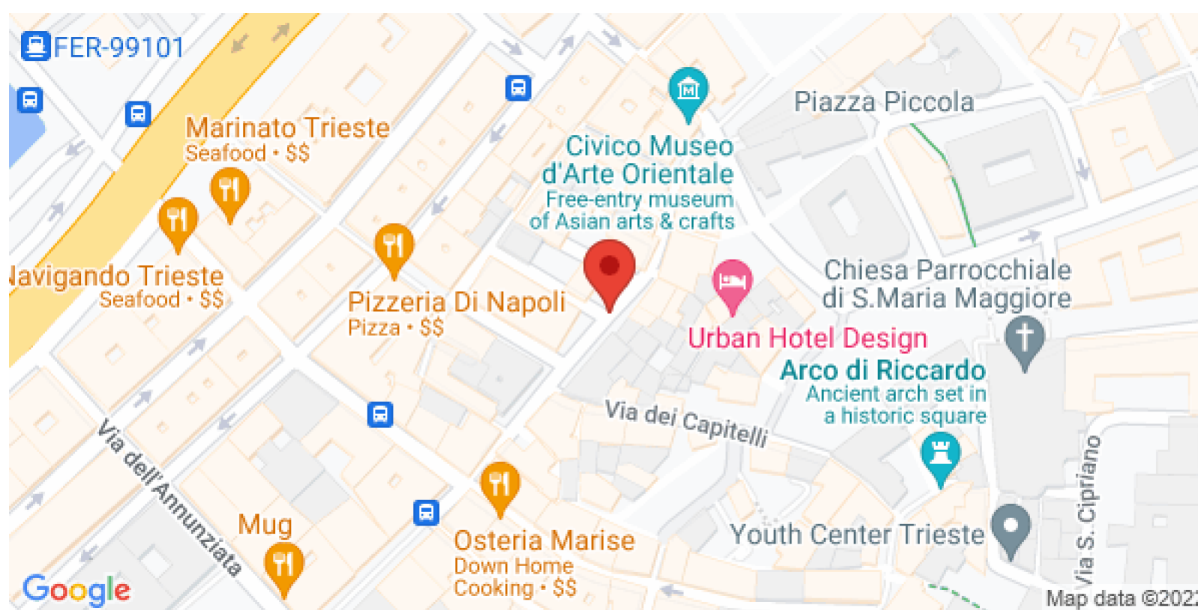 FER-99101
Marinato Trieste
Seafood • $$
Navigando Trieste
Seafood • $$
Pizzeria Di Napoli
Pizza • $$
Civico Museo
d'Arte Orientale
Free-entry museum
of Asian arts & crafts
Piazza Piccola
Urban Hotel Design
Chiesa Parrocchiale
di S.Maria Maggiore
Arco di Riccardo
Ancient arch set in
a historic square
Via dei Capitelli
Via dell'Annunziata
Mug
Osteria Marise
Down Home
Cooking • $$
Youth Center Trieste
Via S. Cipriano
Google
Map data ©2022